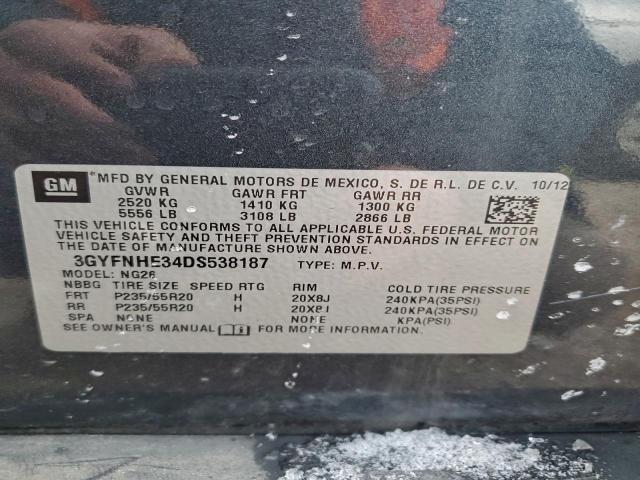 GM
MFD BY GENERAL MOTORS DE MEXICO, S. DE R.L. DE C.V. 10/12
GVWR GAWR FRT GAWR RR
2520 KG 1410 KG 1300 KG
5556 LB 3108 LB 2866 LB
THIS VEHICLE CONFORMS TO ALL APPLICABLE U.S. FEDERAL MOTOR
VEHICLE SAFETY AND BUMPER STANDARDS IN EFFECT ON THE DATE
OF MANUFACTURE SHOWN ABOVE.
3GYFNHE34DS538187 TYPE: M.P.V.
MODEL: NG26
NBBG TIRE SIZE SPEED RTG RIM COLD TIRE PRESSURE
FRT P235/55R20 H 20X8J 240KPA(35PSI)
RR P235/55R20 H 20X8J 240KPA(35PSI)
SPA NONE NONE KPA(PSI)
SEE OWNER'S MANUAL FOR MORE INFORMATION.